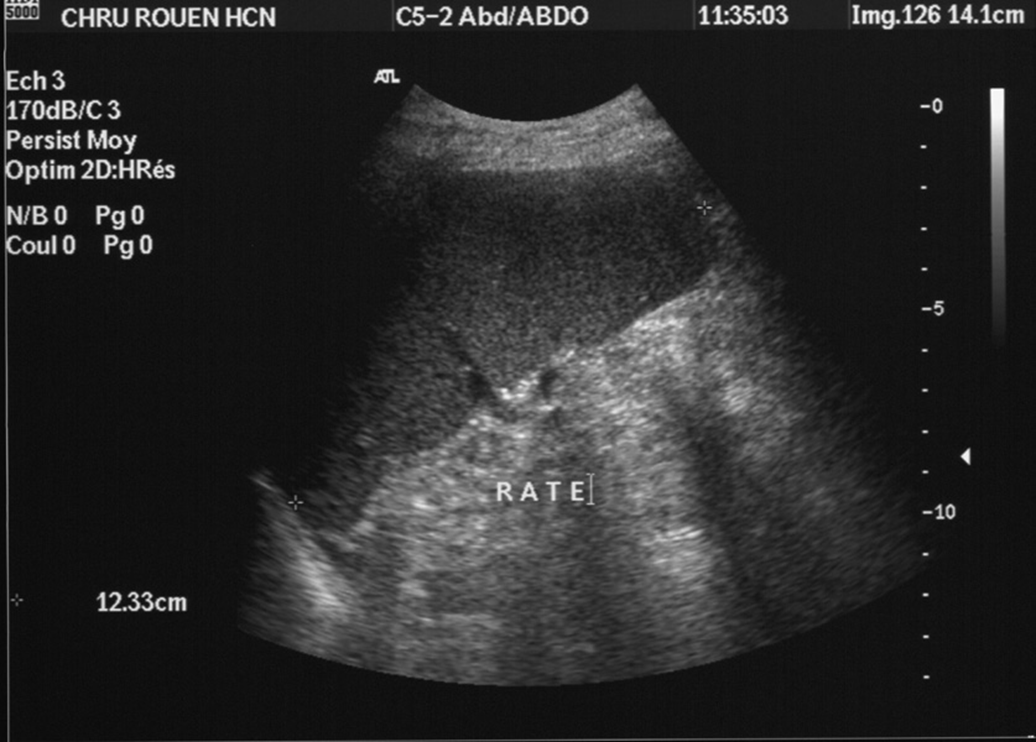 5000 CHRU ROUEN HCN C5-2 Abd/ABDO 11:35:03 Img.126 14.1cm
ATL
Ech 3
170dB/C 3
Persist Moy
Optim 2D:HRés
N/B 0 Pg 0
Coul 0 Pg 0
-0
-5
-10
RATE
12.33cm